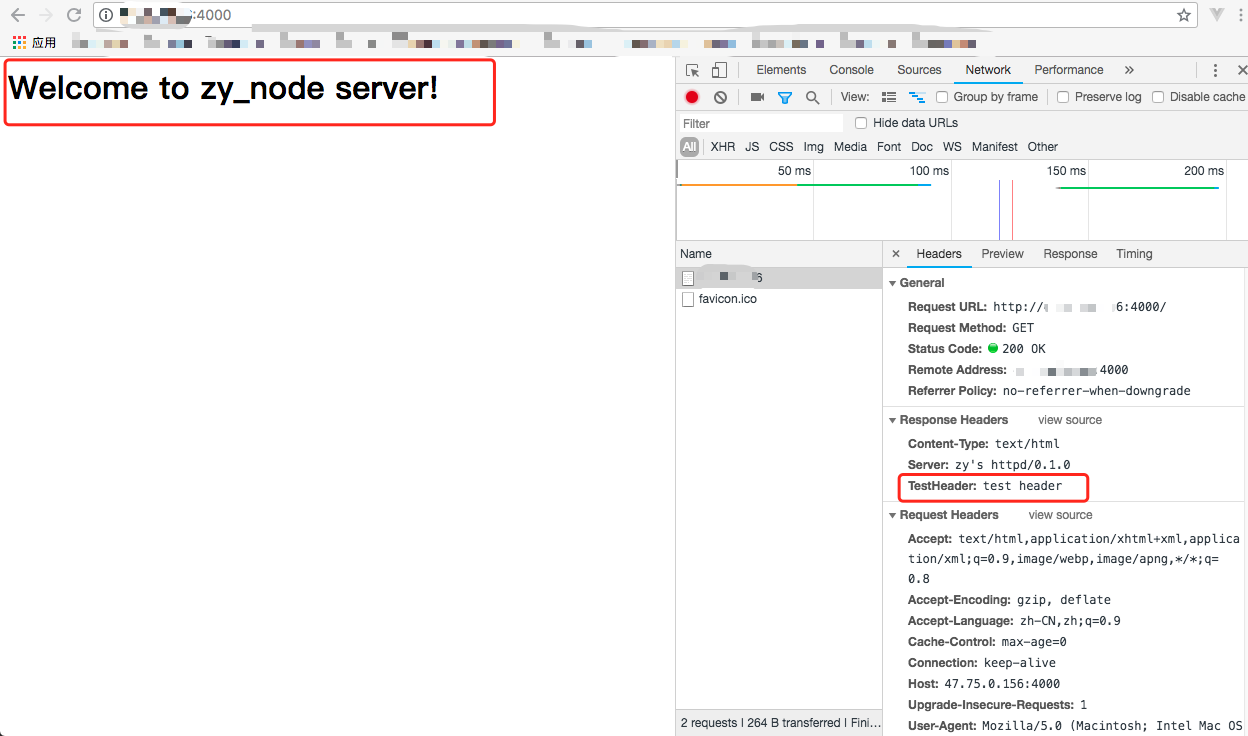 :4000
应用
Welcome to zy_node server!
Elements Console Sources Network Performance »
View: Group by frame Preserve log Disable cache
Filter Hide data URLs
All XHR JS CSS Img Media Font Doc WS Manifest Other
50 ms 100 ms 150 ms 200 ms
Name
6
favicon.ico
× Headers Preview Response Timing
General
Request URL: http:// 6:4000/
Request Method: GET
Status Code: 200 OK
Remote Address: 4000
Referrer Policy: no-referrer-when-downgrade
Response Headers view source
Content-Type: text/html
Server: zy's httpd/0.1.0
TestHeader: test header
Request Headers view source
Accept: text/html,application/xhtml+xml,applica
tion/xml;q=0.9,image/webp,image/apng,*/*;q=
0.8
Accept-Encoding: gzip, deflate
Accept-Language: zh-CN,zh;q=0.9
Cache-Control: max-age=0
Connection: keep-alive
Host: 47.75.0.156:4000
Upgrade-Insecure-Requests: 1
User-Agent: Mozilla/5.0 (Macintosh; Intel Mac OS
2 requests | 264 B transferred | Fini...